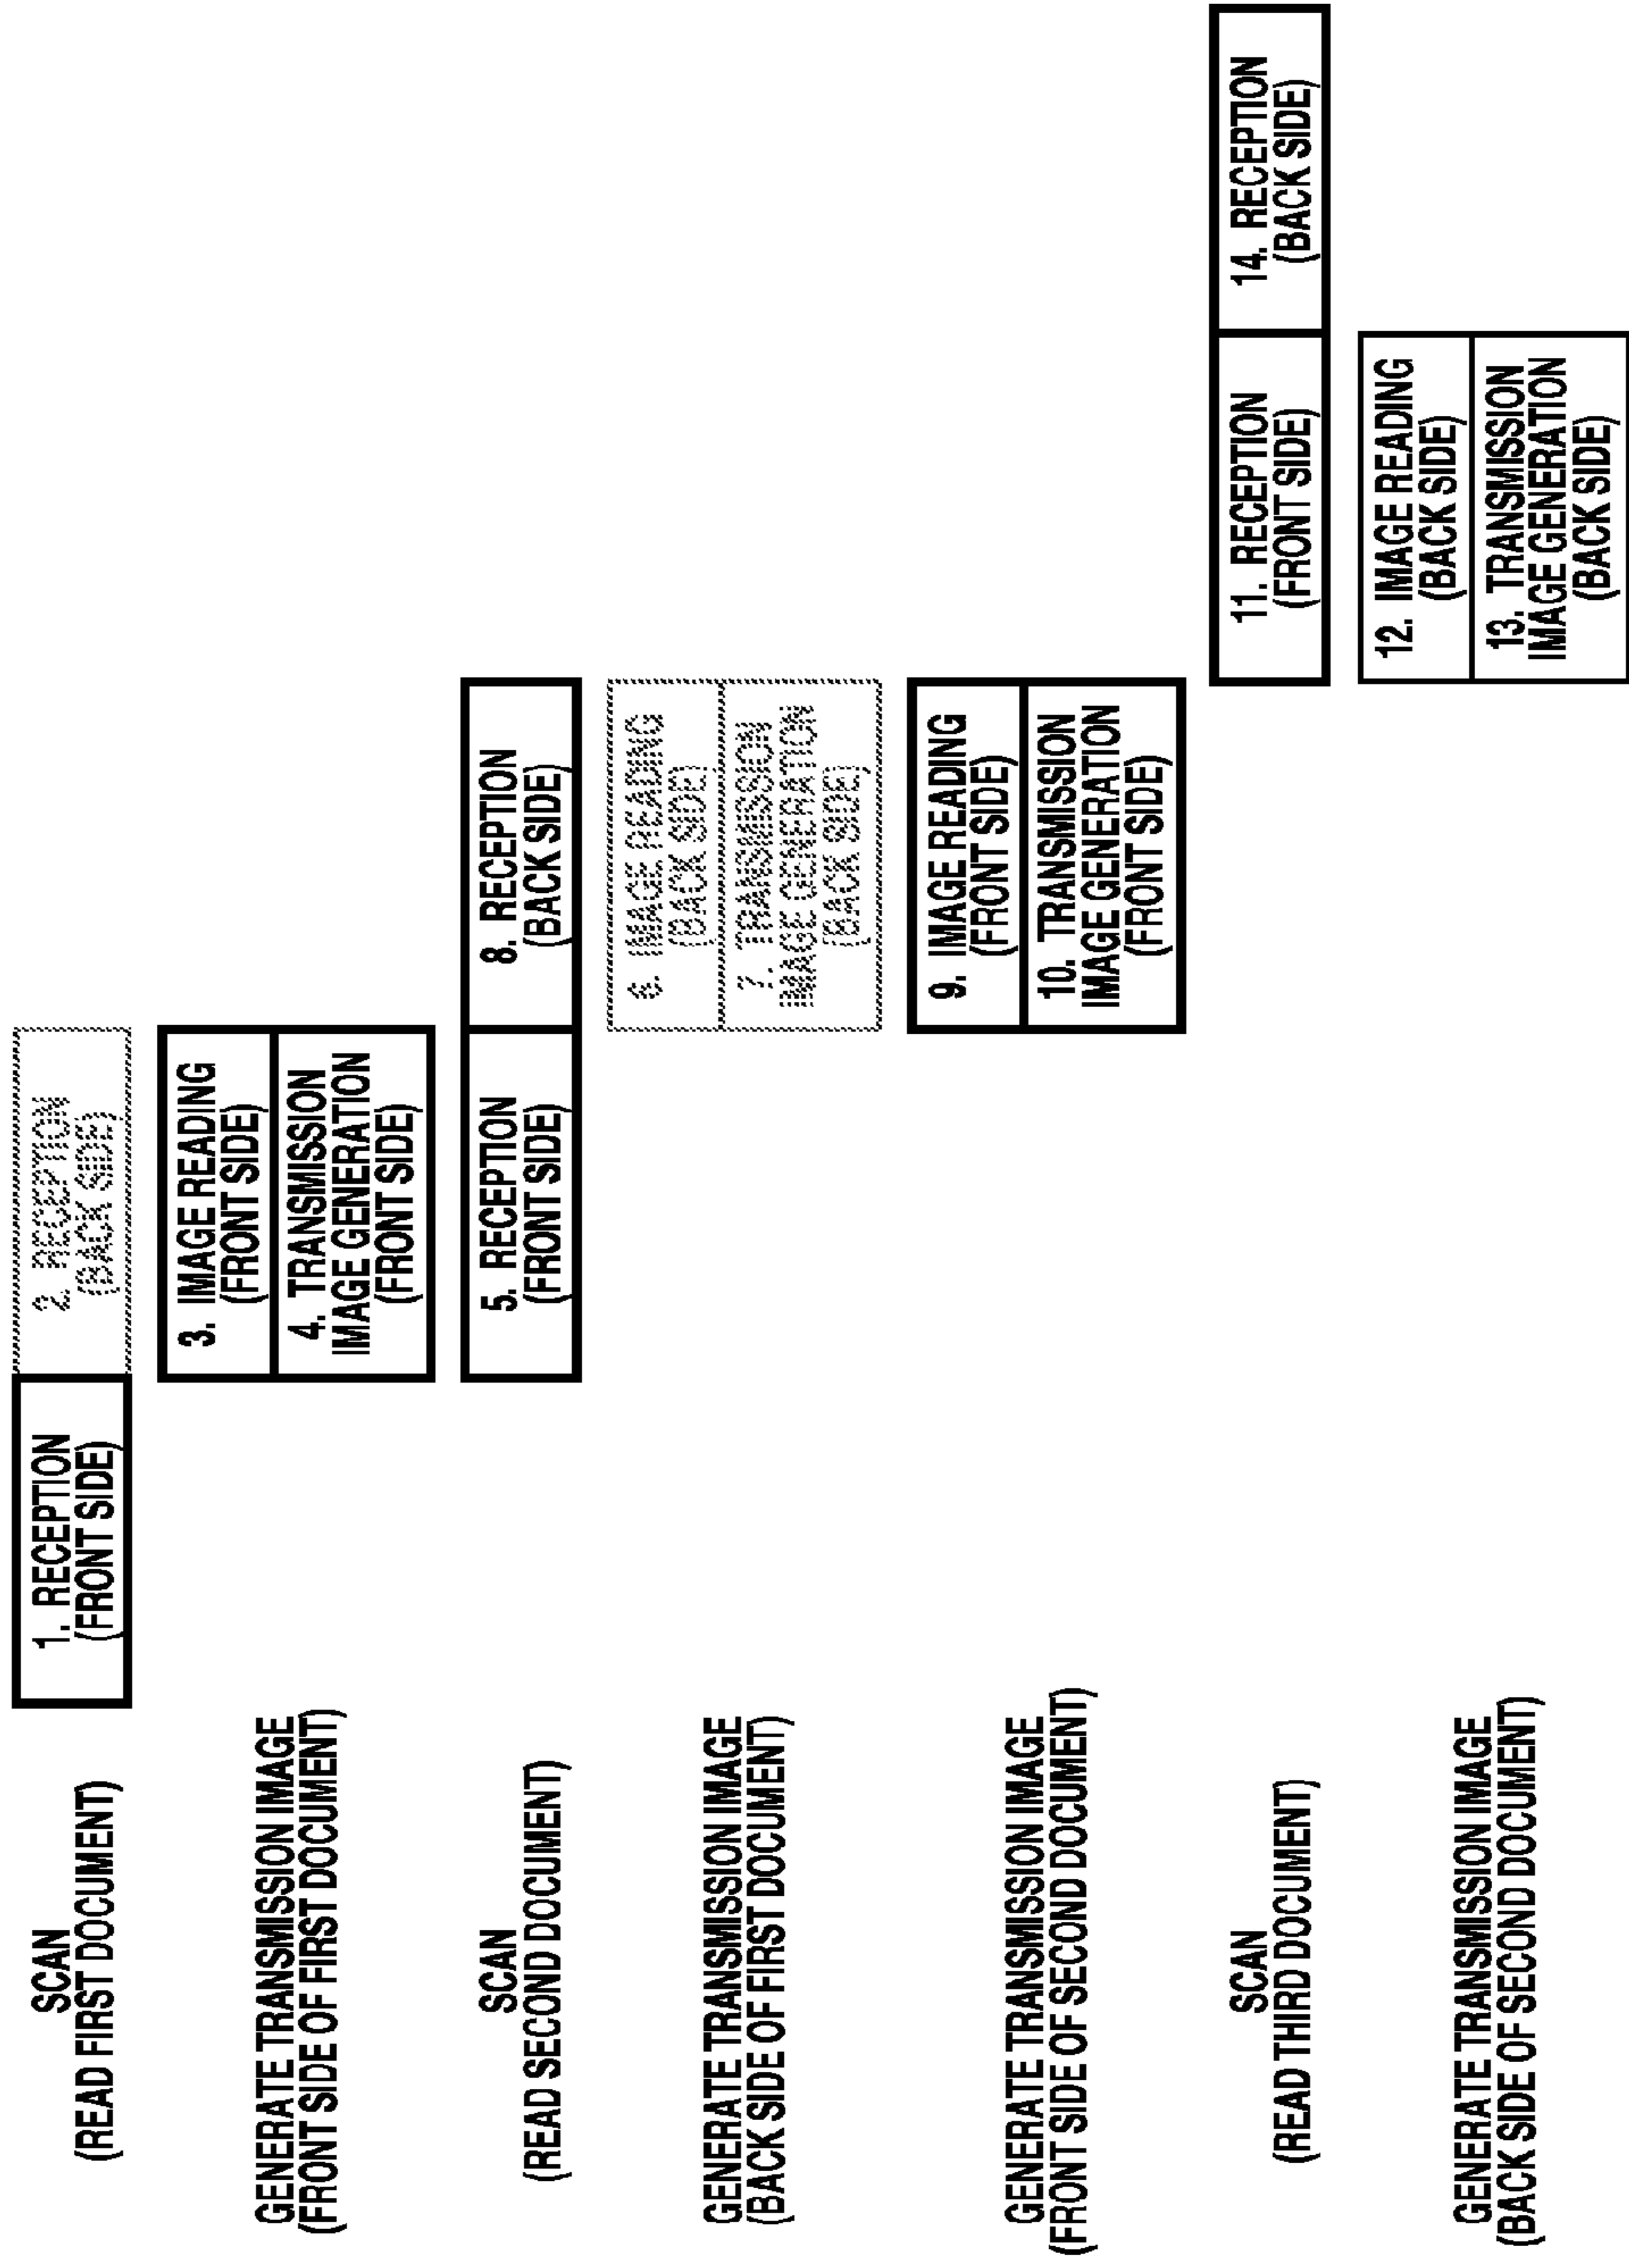 SCAN
(READ FIRST DOCUMENT)
1. RECEPTION
(FRONT SIDE)
2. RECEPTION
(BACK SIDE)
GENERATE TRANSMISSION IMAGE
(FRONT SIDE OF FIRST DOCUMENT)
3. IMAGE READING
(FRONT SIDE)
4. TRANSMISSION
IMAGE GENERATION
(FRONT SIDE)
SCAN
(READ SECOND DOCUMENT)
5. RECEPTION
(FRONT SIDE)
8. RECEPTION
(BACK SIDE)
GENERATE TRANSMISSION IMAGE
(BACK SIDE OF FIRST DOCUMENT)
6. IMAGE READING
(BACK SIDE)
7. TRANSMISSION
IMAGE GENERATION
(BACK SIDE)
GENERATE TRANSMISSION IMAGE
(FRONT SIDE OF SECOND DOCUMENT)
9. IMAGE READING
(FRONT SIDE)
10. TRANSMISSION
IMAGE GENERATION
(FRONT SIDE)
SCAN
(READ THIRD DOCUMENT)
11. RECEPTION
(FRONT SIDE)
14. RECEPTION
(BACK SIDE)
GENERATE TRANSMISSION IMAGE
(BACK SIDE OF SECOND DOCUMENT)
12. IMAGE READING
(BACK SIDE)
13. TRANSMISSION
IMAGE GENERATION
(BACK SIDE)